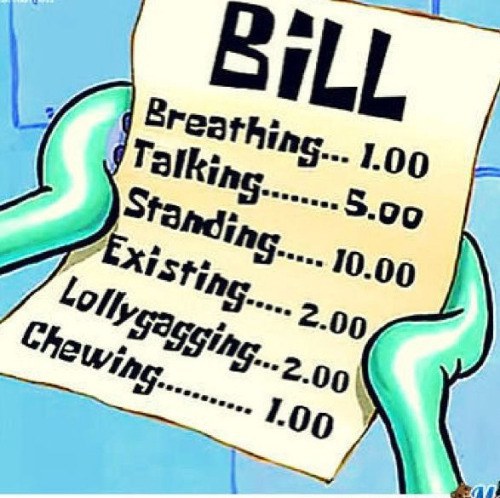 BiLL
Breathing... 1.00
Talking........ 5.00
Standing..... 10.00
Existing..... 2.00
Lollygagging... 2.00
Chewing........... 1.00